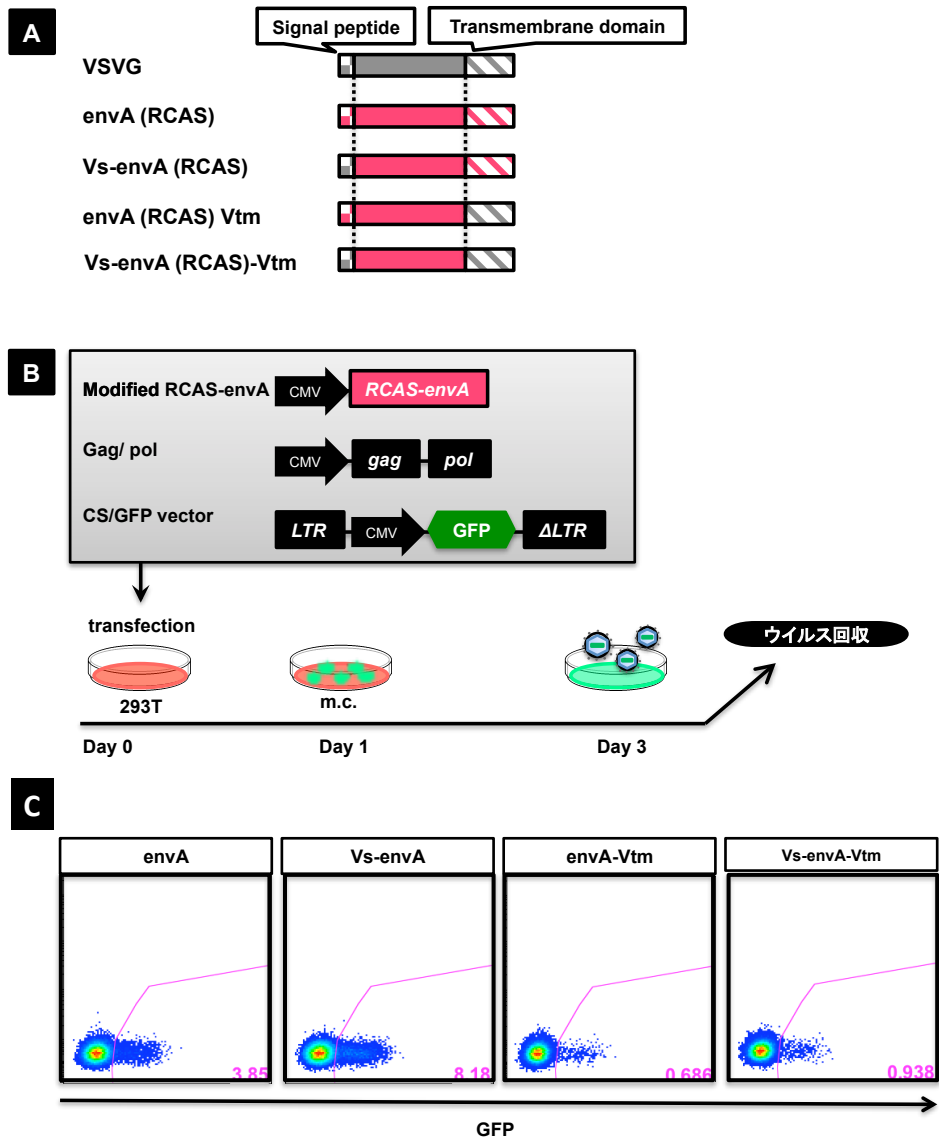 A
Signal peptide
Transmembrane domain
VSVG
envA (RCAS)
Vs-envA (RCAS)
envA (RCAS) Vtm
Vs-envA (RCAS)-Vtm
B
Modified RCAS-envA
CMV
RCAS-envA
Gag/ pol
CMV
gag
pol
CS/GFP vector
LTR
CMV
GFP
ΔLTR
transfection
ウイルス回収
293T
m.c.
Day 0
Day 1
Day 3
C
envA
Vs-envA
envA-Vtm
Vs-envA-Vtm
3.85
8.18
0.686
0.938
GFP